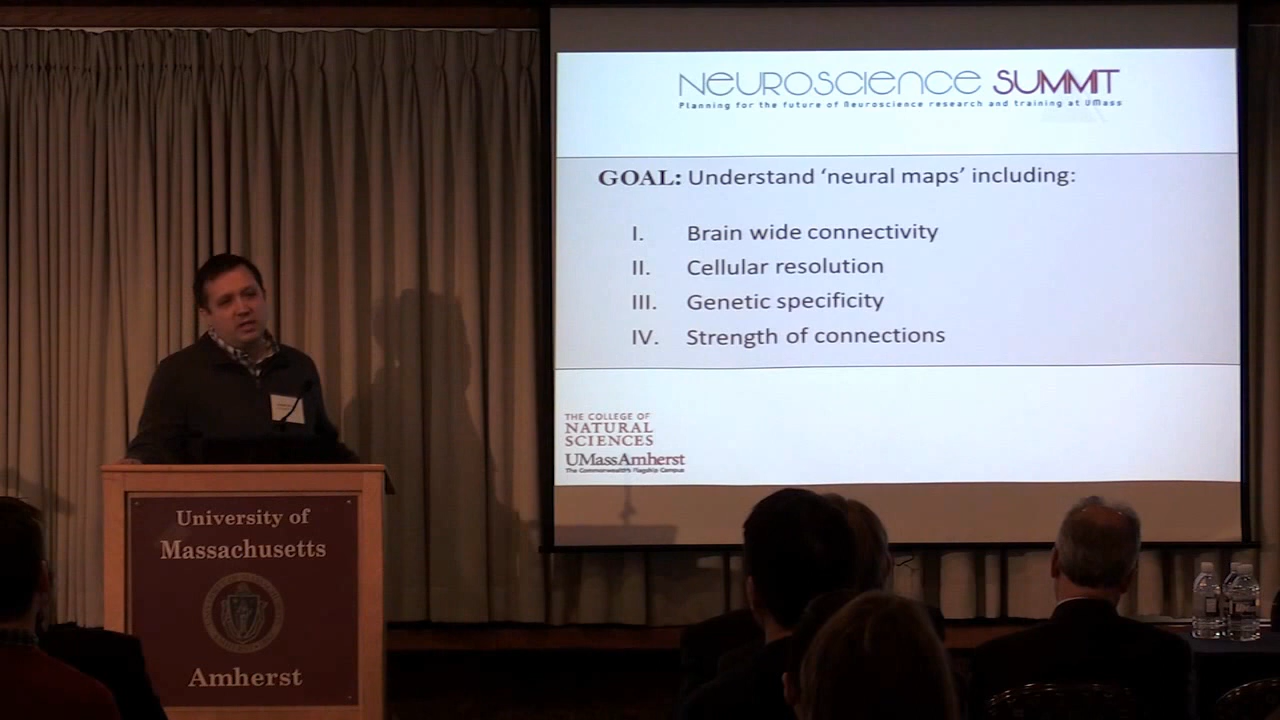 NEUROSCIENCE SUMMIT
Planning for the future of Neuroscience research and training at UMass
GOAL: Understand ‘neural maps’ including:
I. Brain wide connectivity
II. Cellular resolution
III. Genetic specificity
IV. Strength of connections
THE COLLEGE OF
NATURAL
SCIENCES
UMassAmherst
The Commonwealth's Flagship Campus
University of
Massachusetts
Amherst